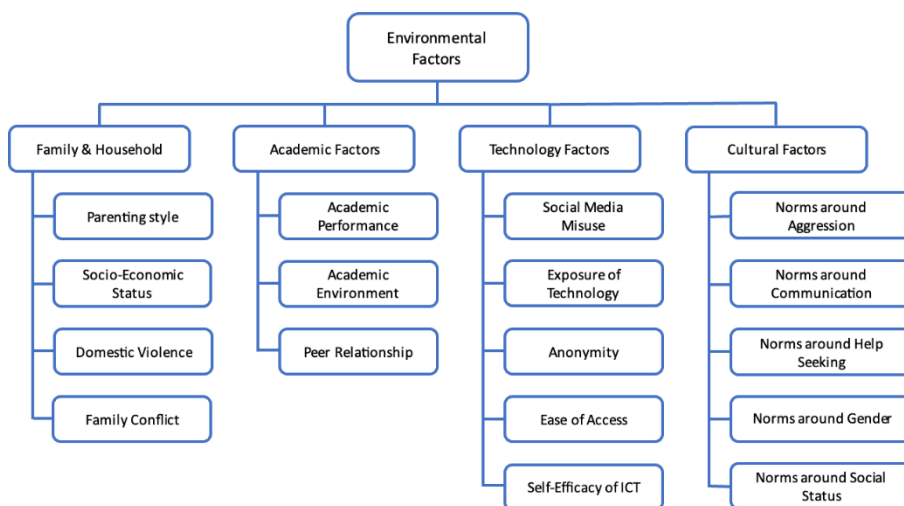 Environmental
Factors
Family & Household
Academic Factors
Technology Factors
Cultural Factors
Parenting style
Socio-Economic
Status
Domestic Violence
Family Conflict
Academic
Performance
Academic
Environment
Peer Relationship
Social Media
Misuse
Exposure of
Technology
Anonymity
Ease of Access
Self-Efficacy of ICT
Norms around
Aggression
Norms around
Communication
Norms around Help
Seeking
Norms around Gender
Norms around Social
Status